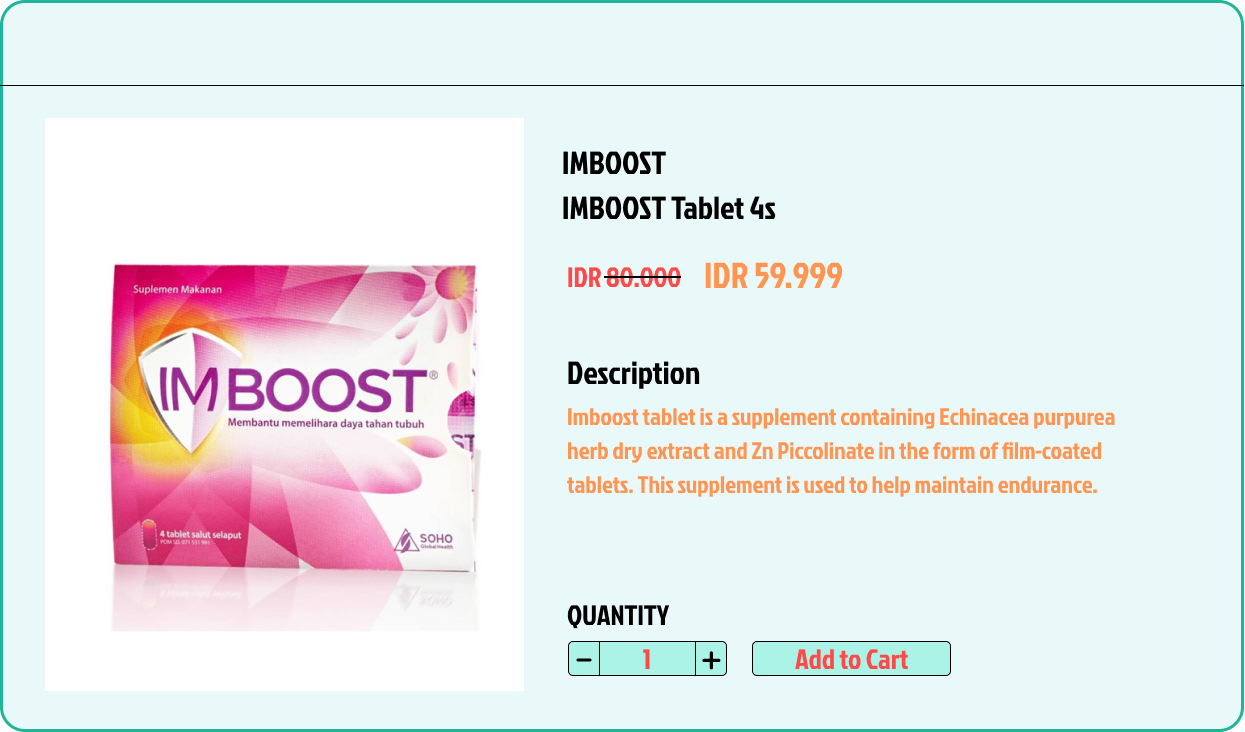 IMBOOST
IMBOOST Tablet 4s
IDR 80.000 IDR 59.999
Suplemen Makanan
IMBOOST®
Membantu memelihara daya tahan tubuh
4 tablet salut selaput
SOHO
Global Health
Description
Imboost tablet is a supplement containing Echinacea purpurea
herb dry extract and Zn Piccolinate in the form of film-coated
tablets. This supplement is used to help maintain endurance.
QUANTITY
− 1 + Add to Cart